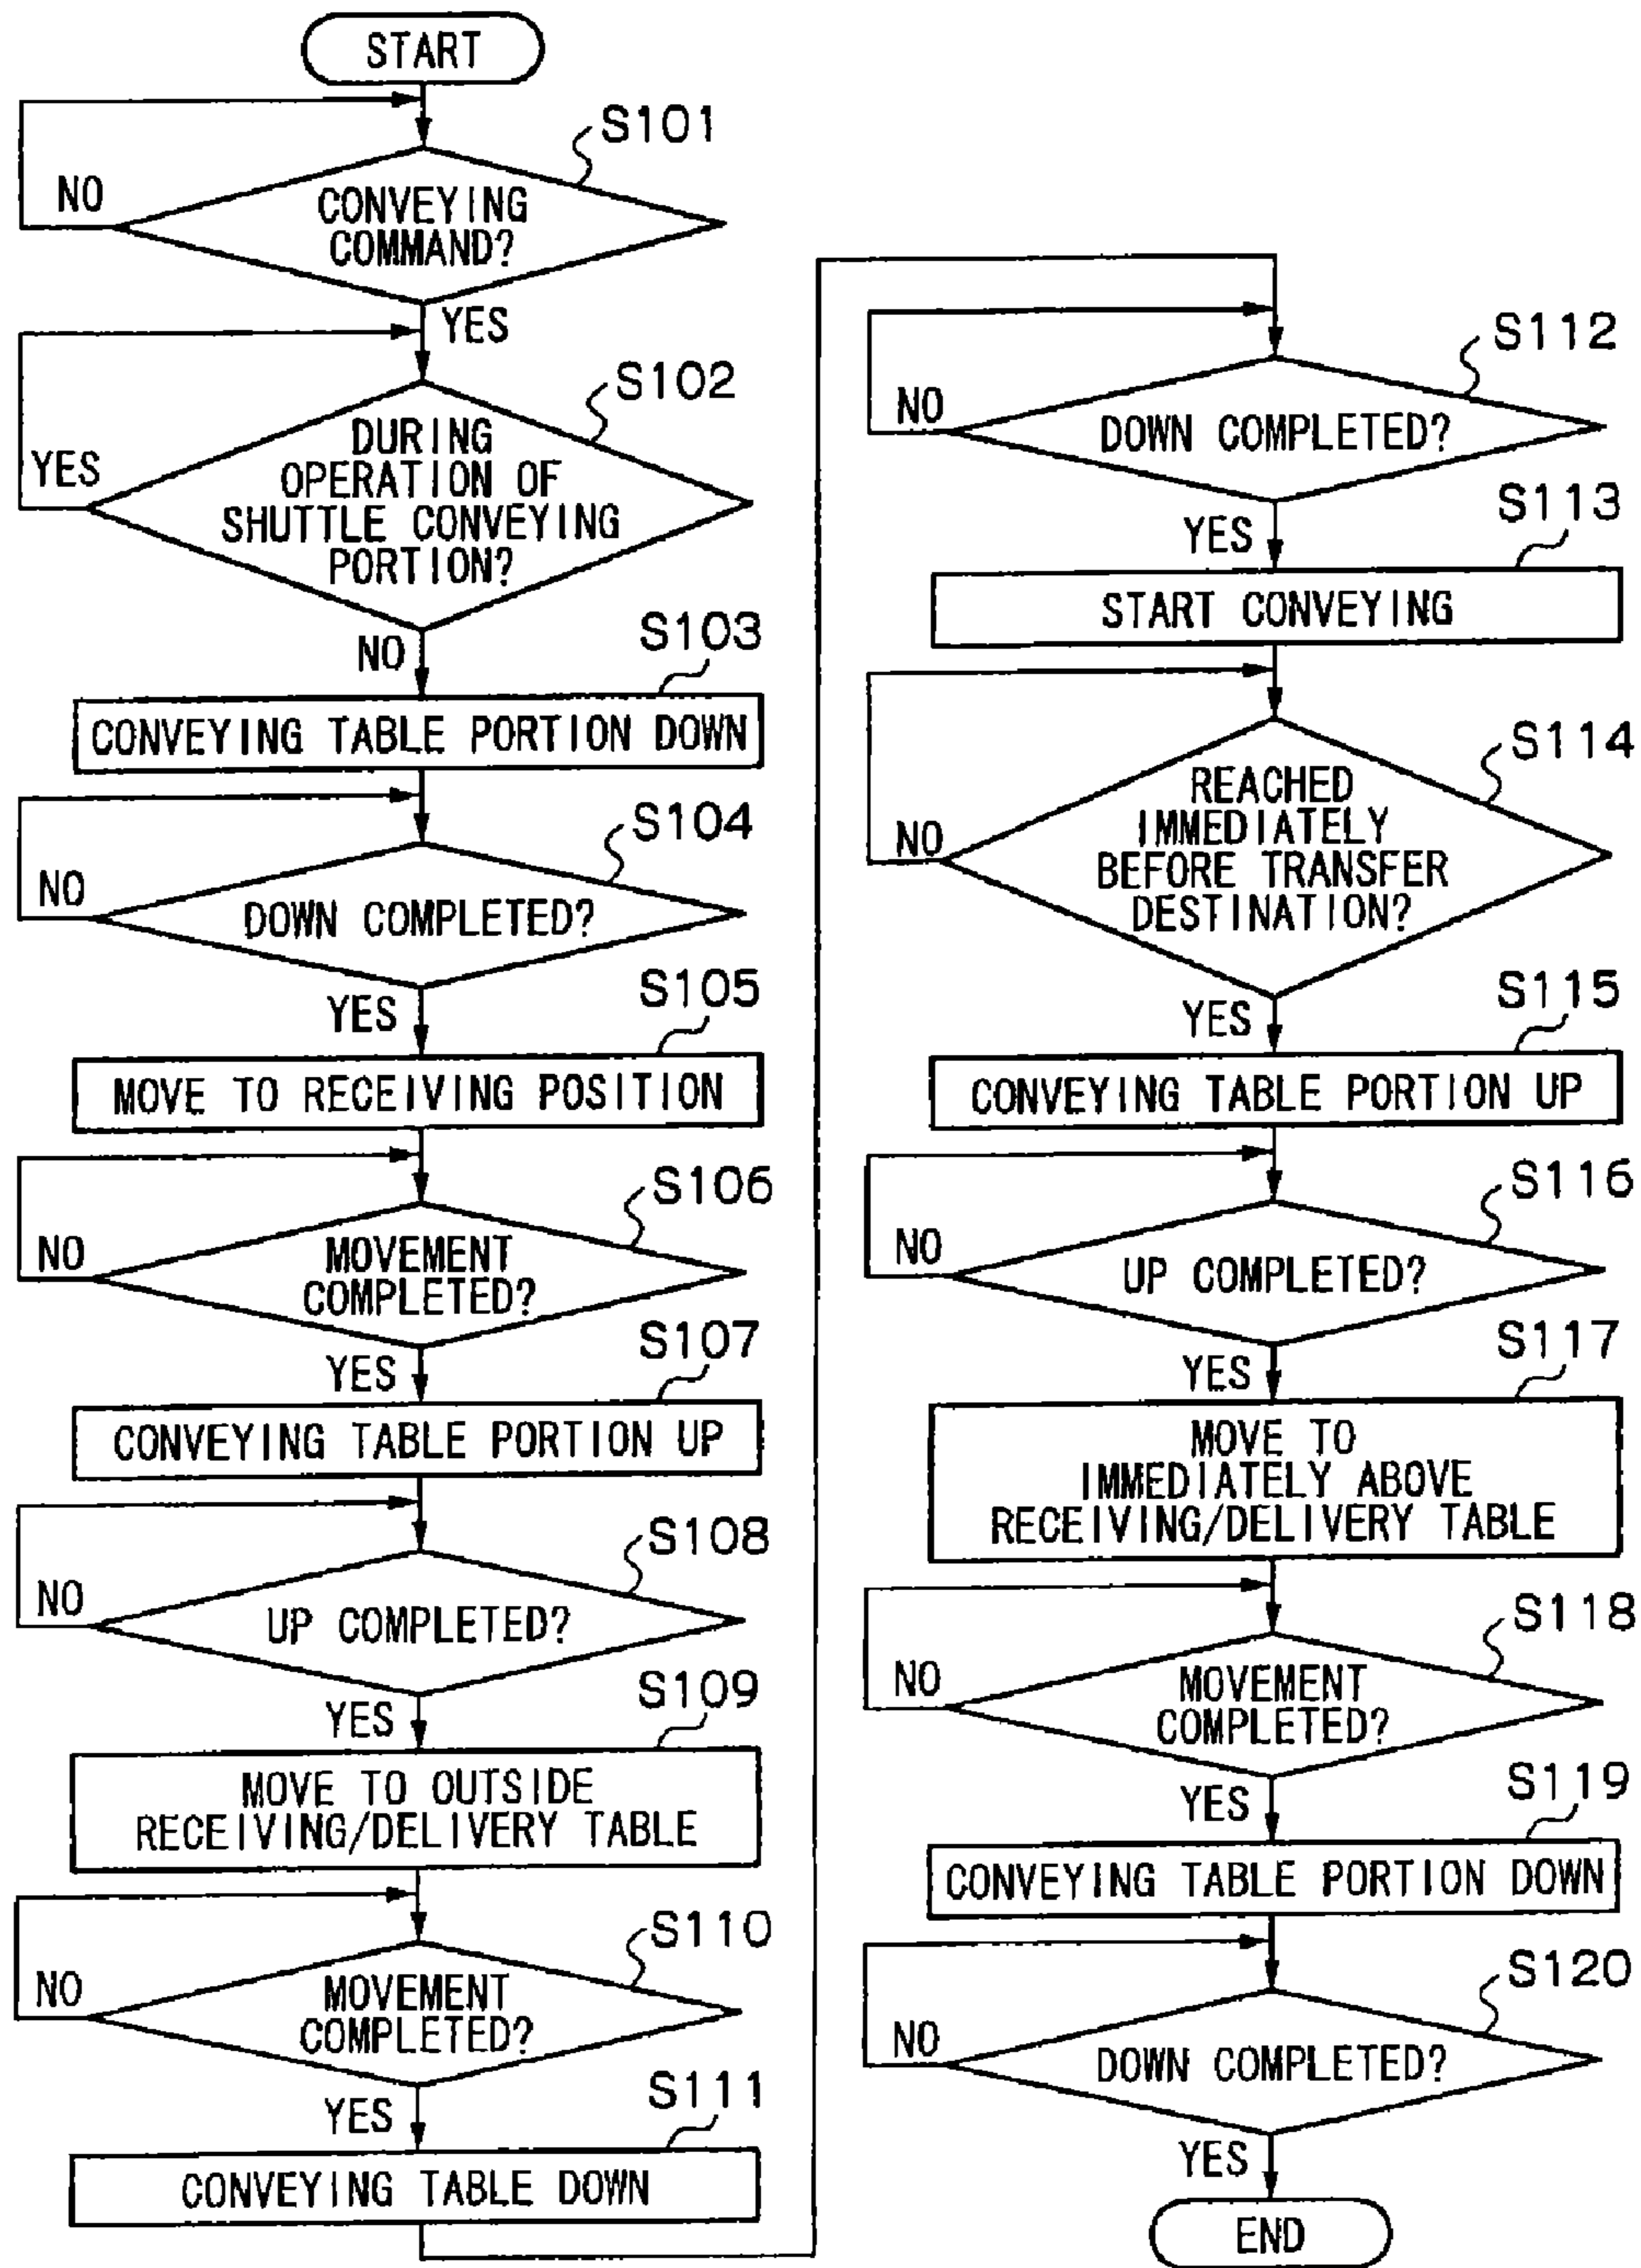 START
S101
NO
CONVEYING
COMMAND?
YES
S102
YES
DURING
OPERATION OF
SHUTTLE CONVEYING
PORTION?
NO
S103
CONVEYING TABLE PORTION DOWN
S104
NO
DOWN COMPLETED?
YES
S105
MOVE TO RECEIVING POSITION
S106
NO
MOVEMENT
COMPLETED?
YES
S107
CONVEYING TABLE PORTION UP
S108
NO
UP COMPLETED?
YES
S109
MOVE TO OUTSIDE
RECEIVING/DELIVERY TABLE
S110
NO
MOVEMENT
COMPLETED?
YES
S111
CONVEYING TABLE DOWN
S112
NO
DOWN COMPLETED?
YES
S113
START CONVEYING
S114
NO
REACHED
IMMEDIATELY
BEFORE TRANSFER
DESTINATION?
YES
S115
CONVEYING TABLE PORTION UP
S116
NO
UP COMPLETED?
YES
S117
MOVE TO
IMMEDIATELY ABOVE
RECEIVING/DELIVERY TABLE
S118
NO
MOVEMENT
COMPLETED?
YES
S119
CONVEYING TABLE PORTION DOWN
S120
NO
DOWN COMPLETED?
YES
END